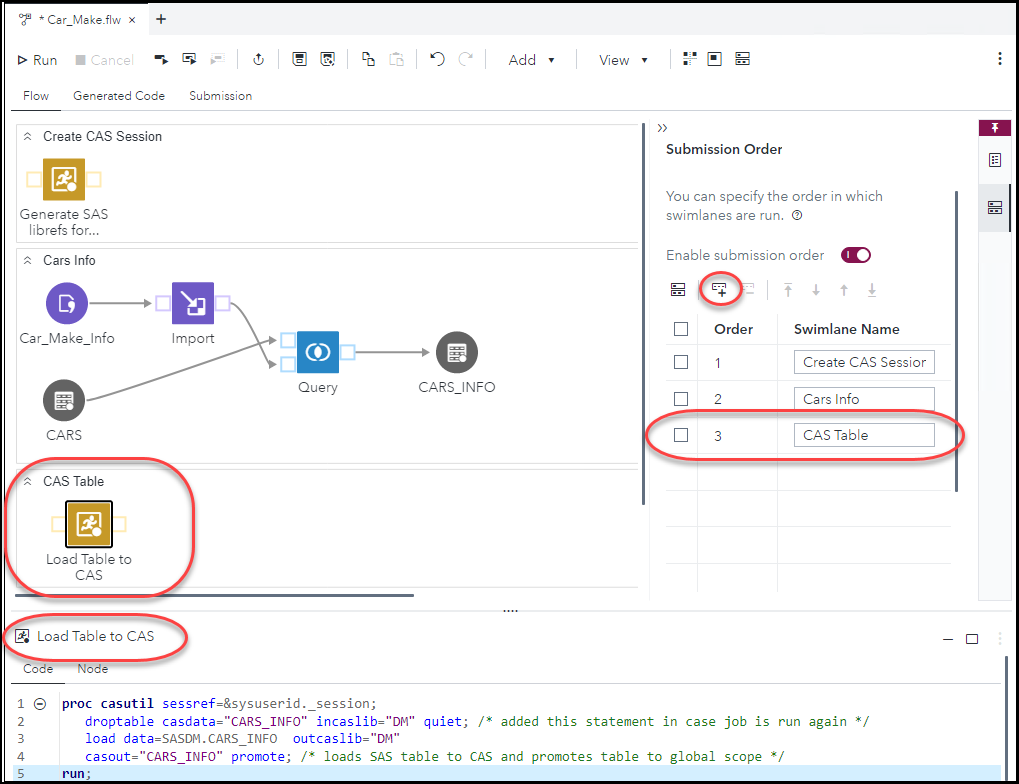 * Car_Make.flw × +
Run Cancel Add View
Flow Generated Code Submission
Create CAS Session
Generate SAS
librefs for...
Cars Info
Car_Make_Info
Import
Query
CARS_INFO
CARS
CAS Table
Load Table to
CAS
Submission Order
You can specify the order in which
swimlanes are run.
Enable submission order
Order Swimlane Name
1 Create CAS Session
2 Cars Info
3 CAS Table
Load Table to CAS
Code Node
1 proc casutil sessref=&sysuserid._session;
2 droptable casdata="CARS_INFO" incaslib="DM" quiet; /* added this statement in case job is run again */
3 load data=SASDM.CARS_INFO outcaslib="DM"
4 casout="CARS_INFO" promote; /* loads SAS table to CAS and promotes table to global scope */
5 run;